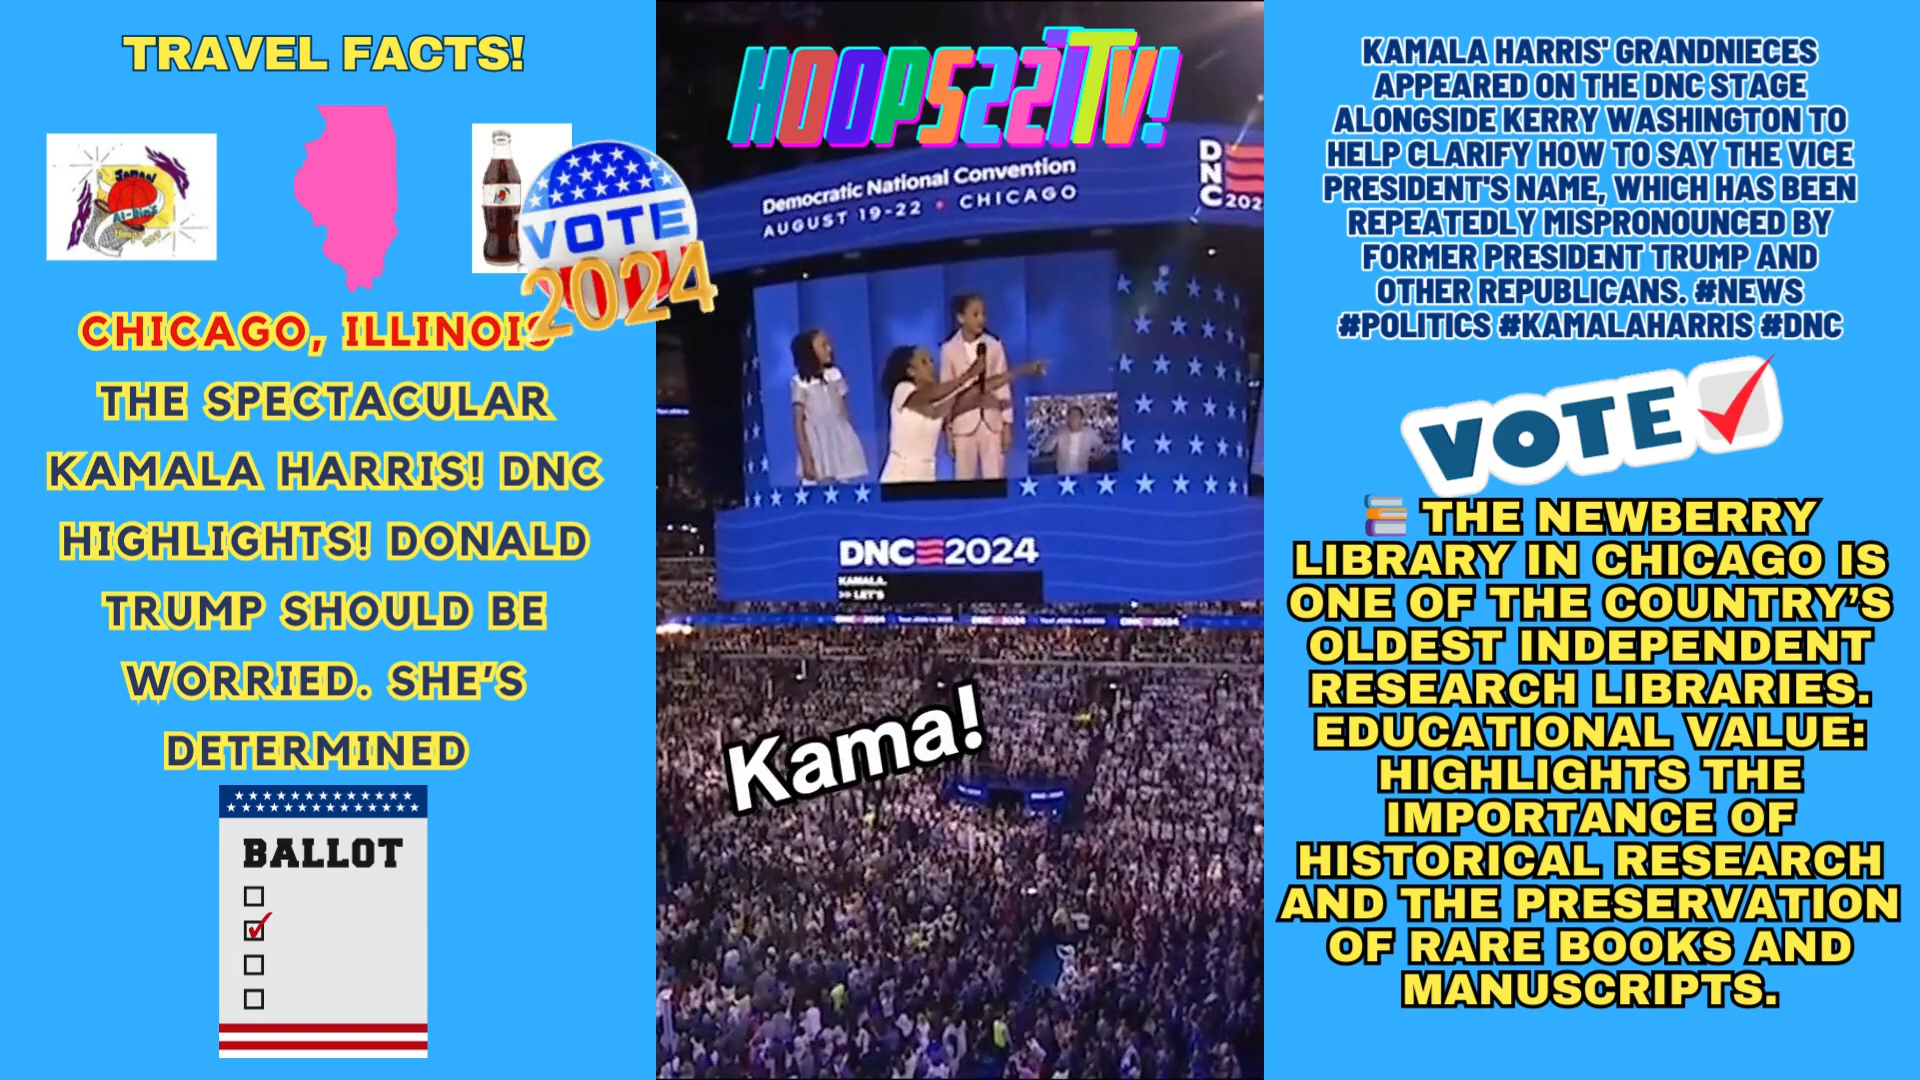 TRAVEL FACTS!
VOTE
2024
CHICAGO, ILLINOIS
THE SPECTACULAR
KAMALA HARRIS! DNC
HIGHLIGHTS! DONALD
TRUMP SHOULD BE
WORRIED. SHE'S
DETERMINED
BALLOT
HOOPS22ITV!
Democratic National Convention
AUGUST 19-22 • CHICAGO
DNC
202
DNC 2024
KAMALA.
>> LET'S
Kama!
KAMALA HARRIS' GRANDNIECES
APPEARED ON THE DNC STAGE
ALONGSIDE KERRY WASHINGTON TO
HELP CLARIFY HOW TO SAY THE VICE
PRESIDENT'S NAME, WHICH HAS BEEN
REPEATEDLY MISPRONOUNCED BY
FORMER PRESIDENT TRUMP AND
OTHER REPUBLICANS. #NEWS
#POLITICS #KAMALAHARRIS #DNC
VOTE
THE NEWBERRY
LIBRARY IN CHICAGO IS
ONE OF THE COUNTRY'S
OLDEST INDEPENDENT
RESEARCH LIBRARIES.
EDUCATIONAL VALUE:
HIGHLIGHTS THE
IMPORTANCE OF
HISTORICAL RESEARCH
AND THE PRESERVATION
OF RARE BOOKS AND
MANUSCRIPTS.